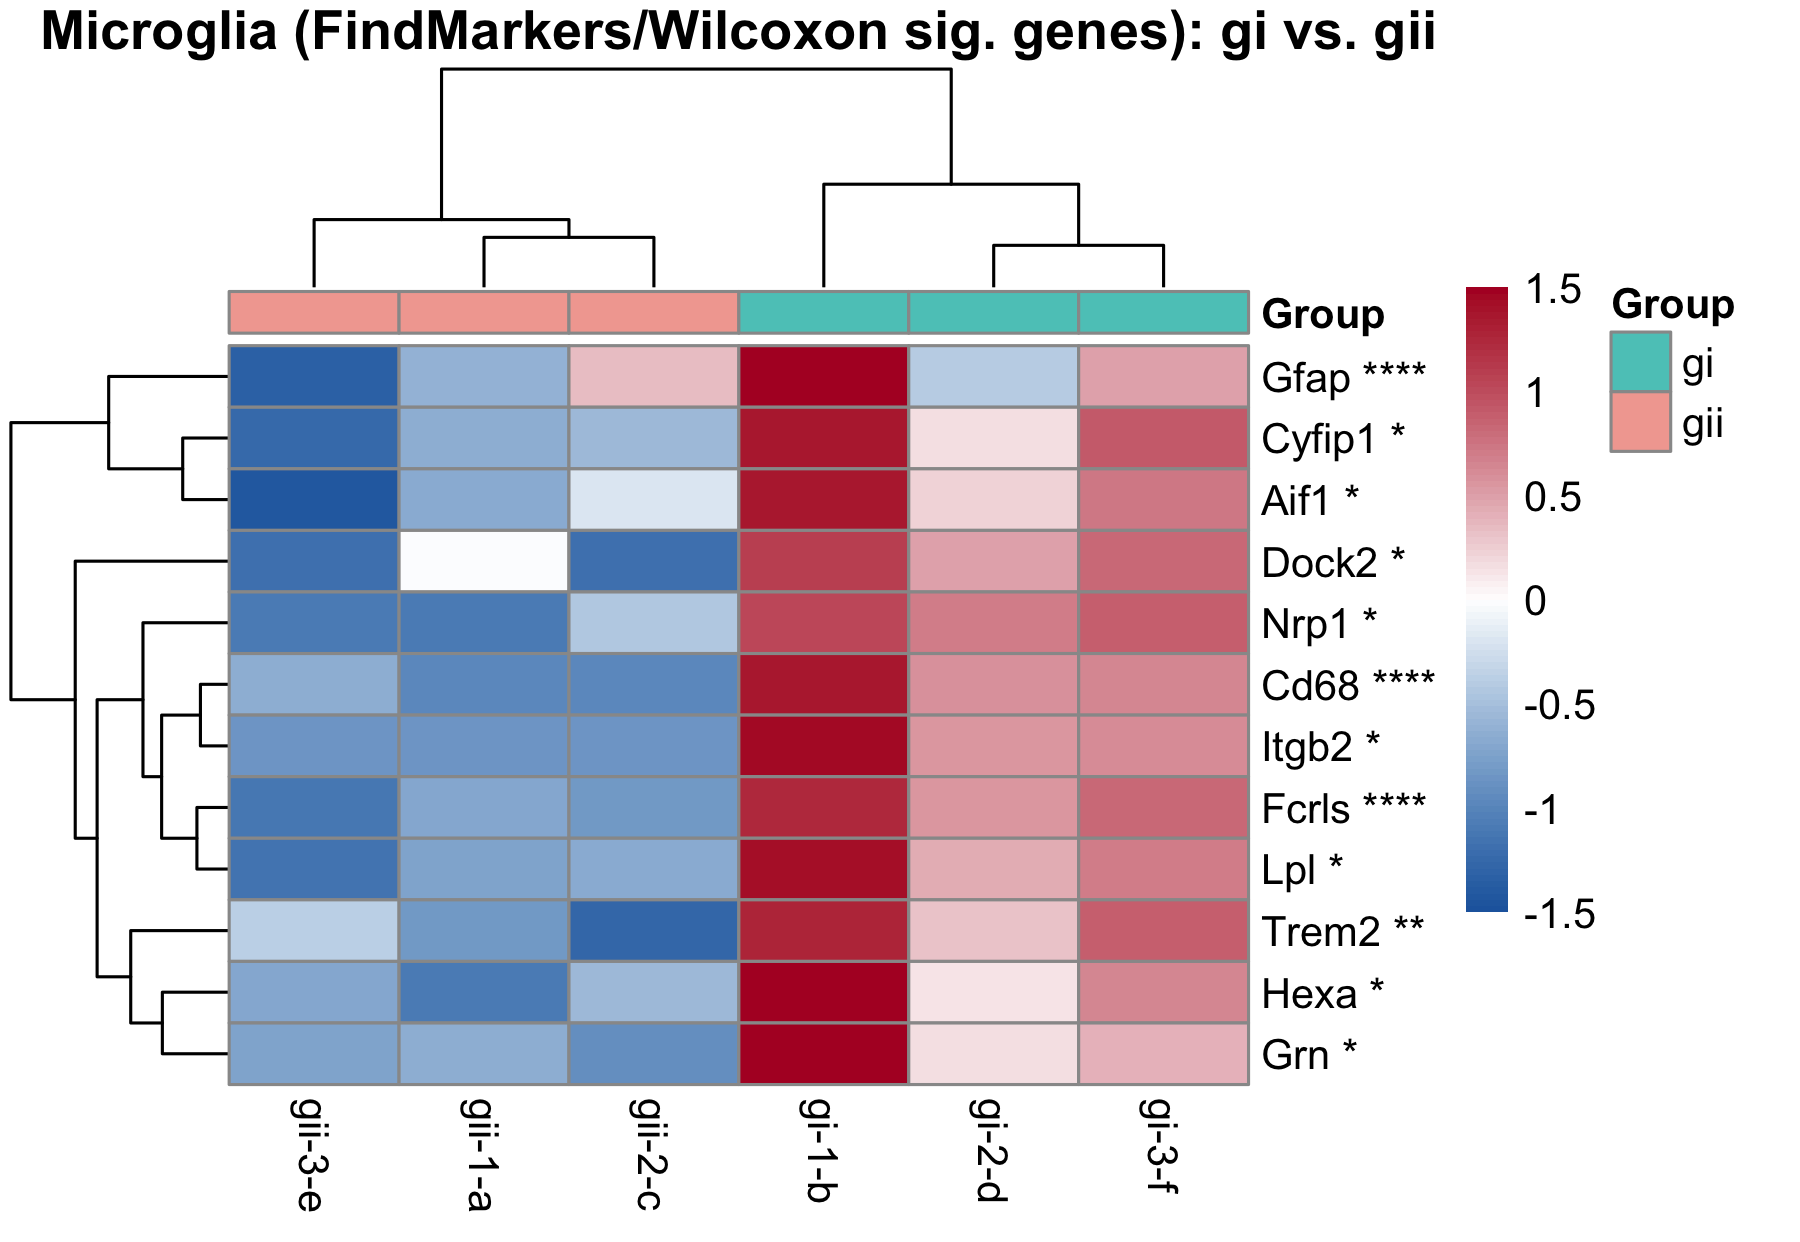 Microglia (FindMarkers/Wilcoxon sig. genes): gi vs. gii
Group
Gfap ****
Cyfip1 *
Aif1 *
Dock2 *
Nrp1 *
Cd68 ****
Itgb2 *
Fcrls ****
Lpl *
Trem2 **
Hexa *
Grn *
gii-3-e
gii-1-a
gii-2-c
gi-1-b
gi-2-d
gi-3-f
1.5
1
0.5
0
-0.5
-1
-1.5
Group
gi
gii